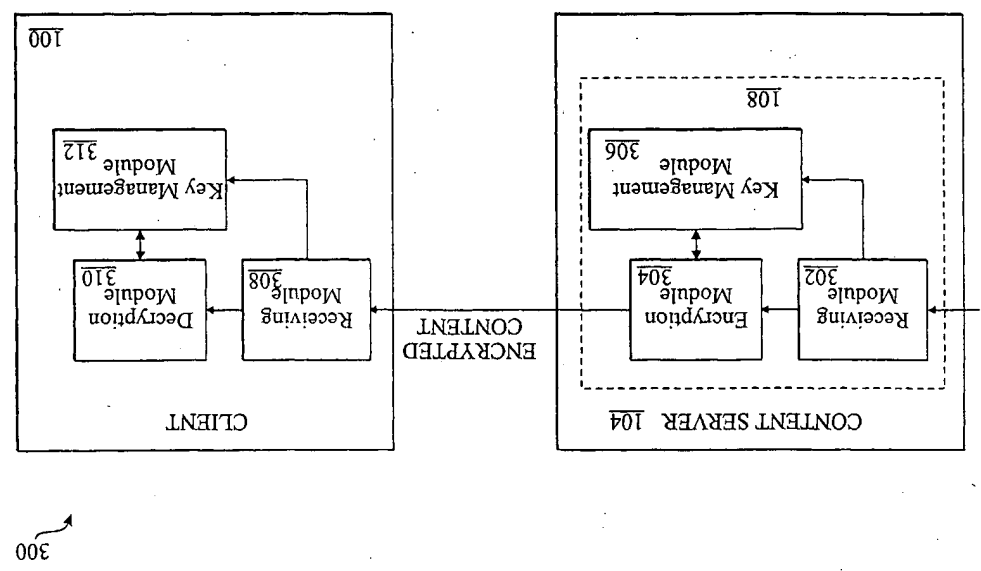 300
CONTENT SERVER 104
Receiving
Module
302
Encryption
Module
304
Key Management
Module
306
108
ENCRYPTED
CONTENT
CLIENT
Receiving
Module
308
Decryption
Module
310
Key Management
Module
312
100